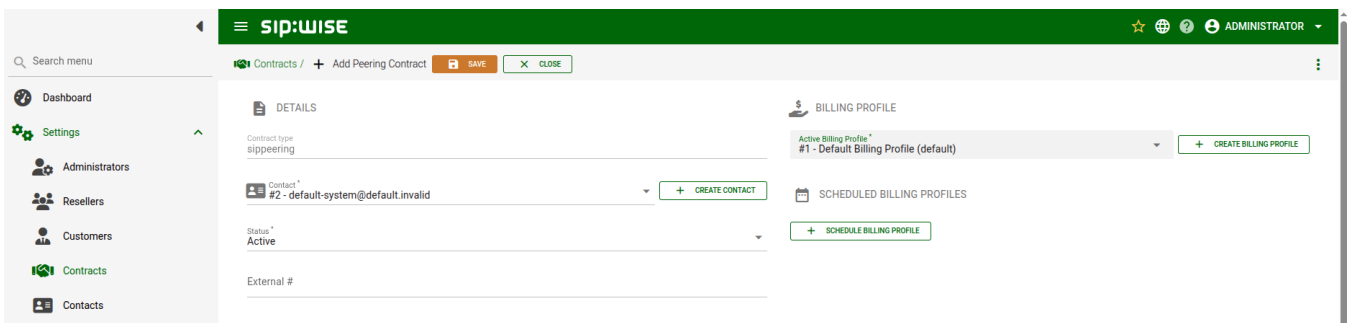 sip:wise
ADMINISTRATOR
Search menu
Contracts / Add Peering Contract SAVE CLOSE
Dashboard
Settings
Administrators
Resellers
Customers
Contracts
Contacts
DETAILS
Contract type
sippeering
Contact *
#2 - default-system@default.invalid
CREATE CONTACT
Status *
Active
External #
BILLING PROFILE
Active Billing Profile *
#1 - Default Billing Profile (default)
CREATE BILLING PROFILE
SCHEDULED BILLING PROFILES
SCHEDULE BILLING PROFILE